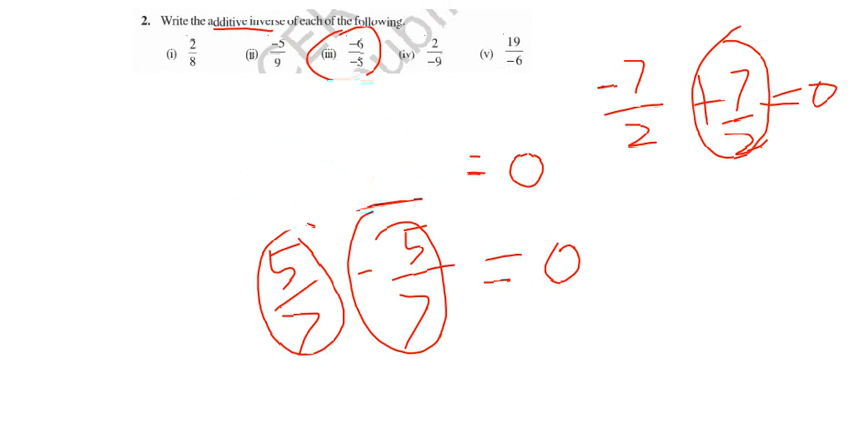 2. Write the additive inverse of each of the following.
(i) 2/8 (ii) -5/9 (iii) -6/-5 (iv) 2/-9 (v) 19/-6
-7/2 +7/2 = 0
= 0
5/7 - 5/7 = 0